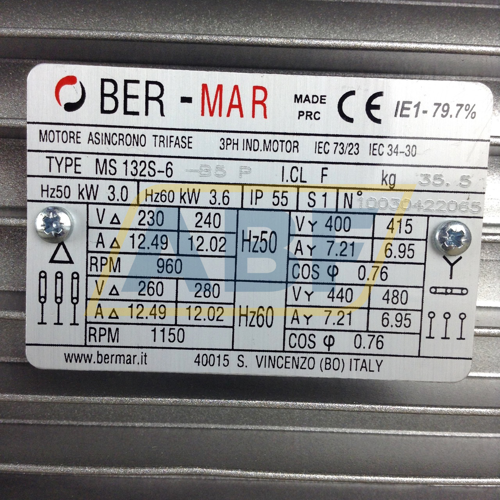 BER - MAR MADE PRC CE IE1- 79.7%
MOTORE ASINCRONO TRIFASE 3PH IND.MOTOR IEC 73/23 IEC 34-30
TYPE MS 132S-6 -B5 P I.CL F kg 35.5
Hz50 kW 3.0 Hz60 kW 3.6 IP 55 S1 N° 10030422065
V △ 230 240 Hz50 V Y 400 415
A △ 12.49 12.02 A Y 7.21 6.95
RPM 960 COS φ 0.76
V △ 260 280 Hz60 V Y 440 480
A △ 12.49 12.02 A Y 7.21 6.95
RPM 1150 COS φ 0.76
www.bermar.it 40015 S. VINCENZO (BO) ITALY
ABF